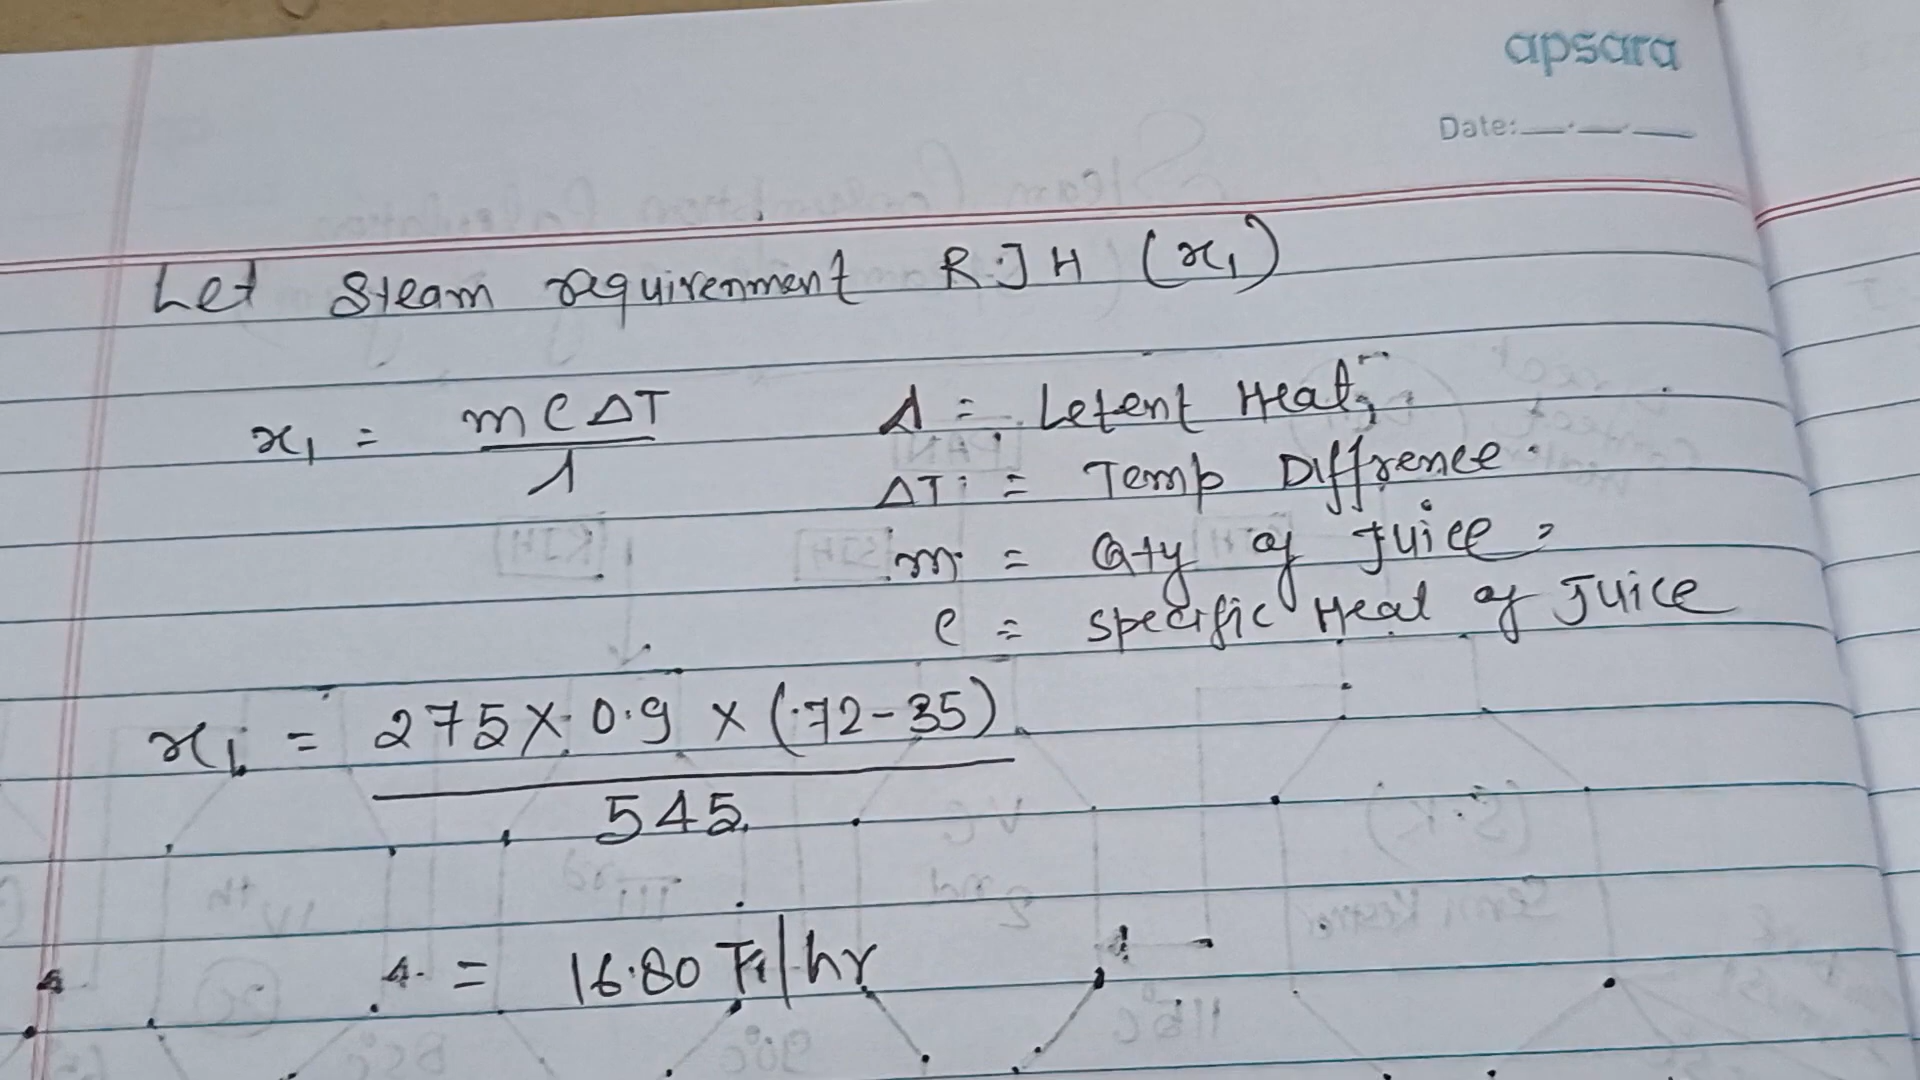 apsara
Date:
Let Steam requirenment R.J H (x₁)
x₁ = mCΔT / λ
λ = Letent Heat,
ΔT = Temp Diffrence.
m = Qty of Juice,
C = Specific Heat of Juice
x₁ = 275 × 0.9 × (72-35) / 545
= 16.80 T/hr